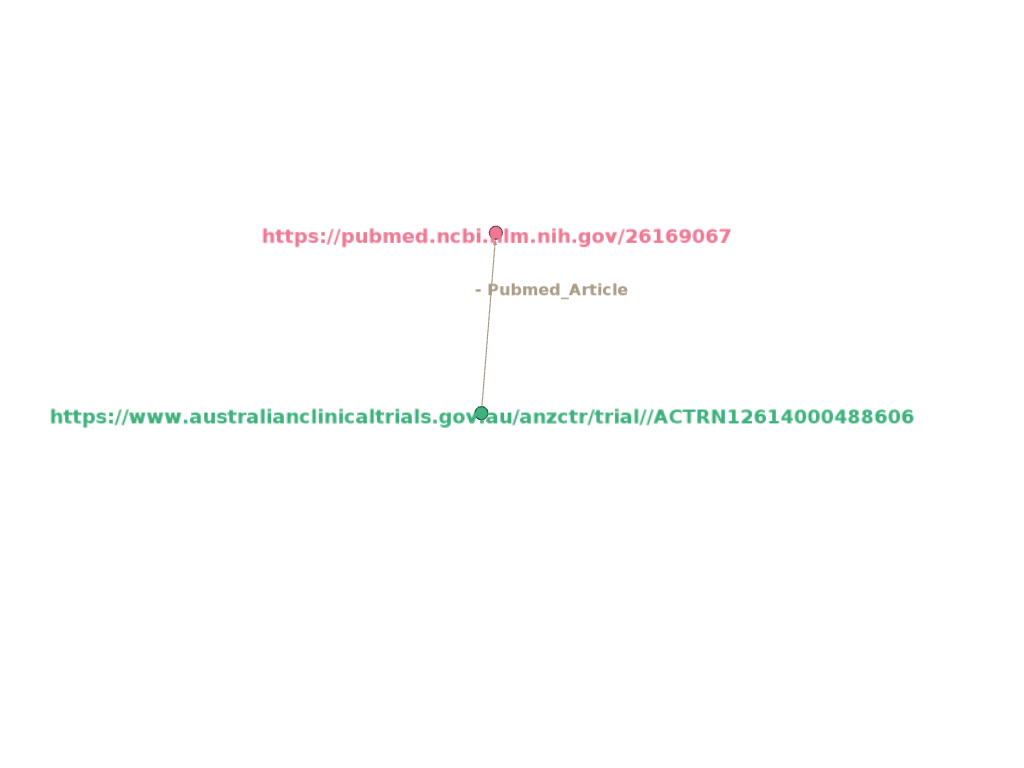 https://pubmed.ncbi.nlm.nih.gov/26169067
- Pubmed_Article
https://www.australianclinicaltrials.gov.au/anzctr/trial//ACTRN12614000488606